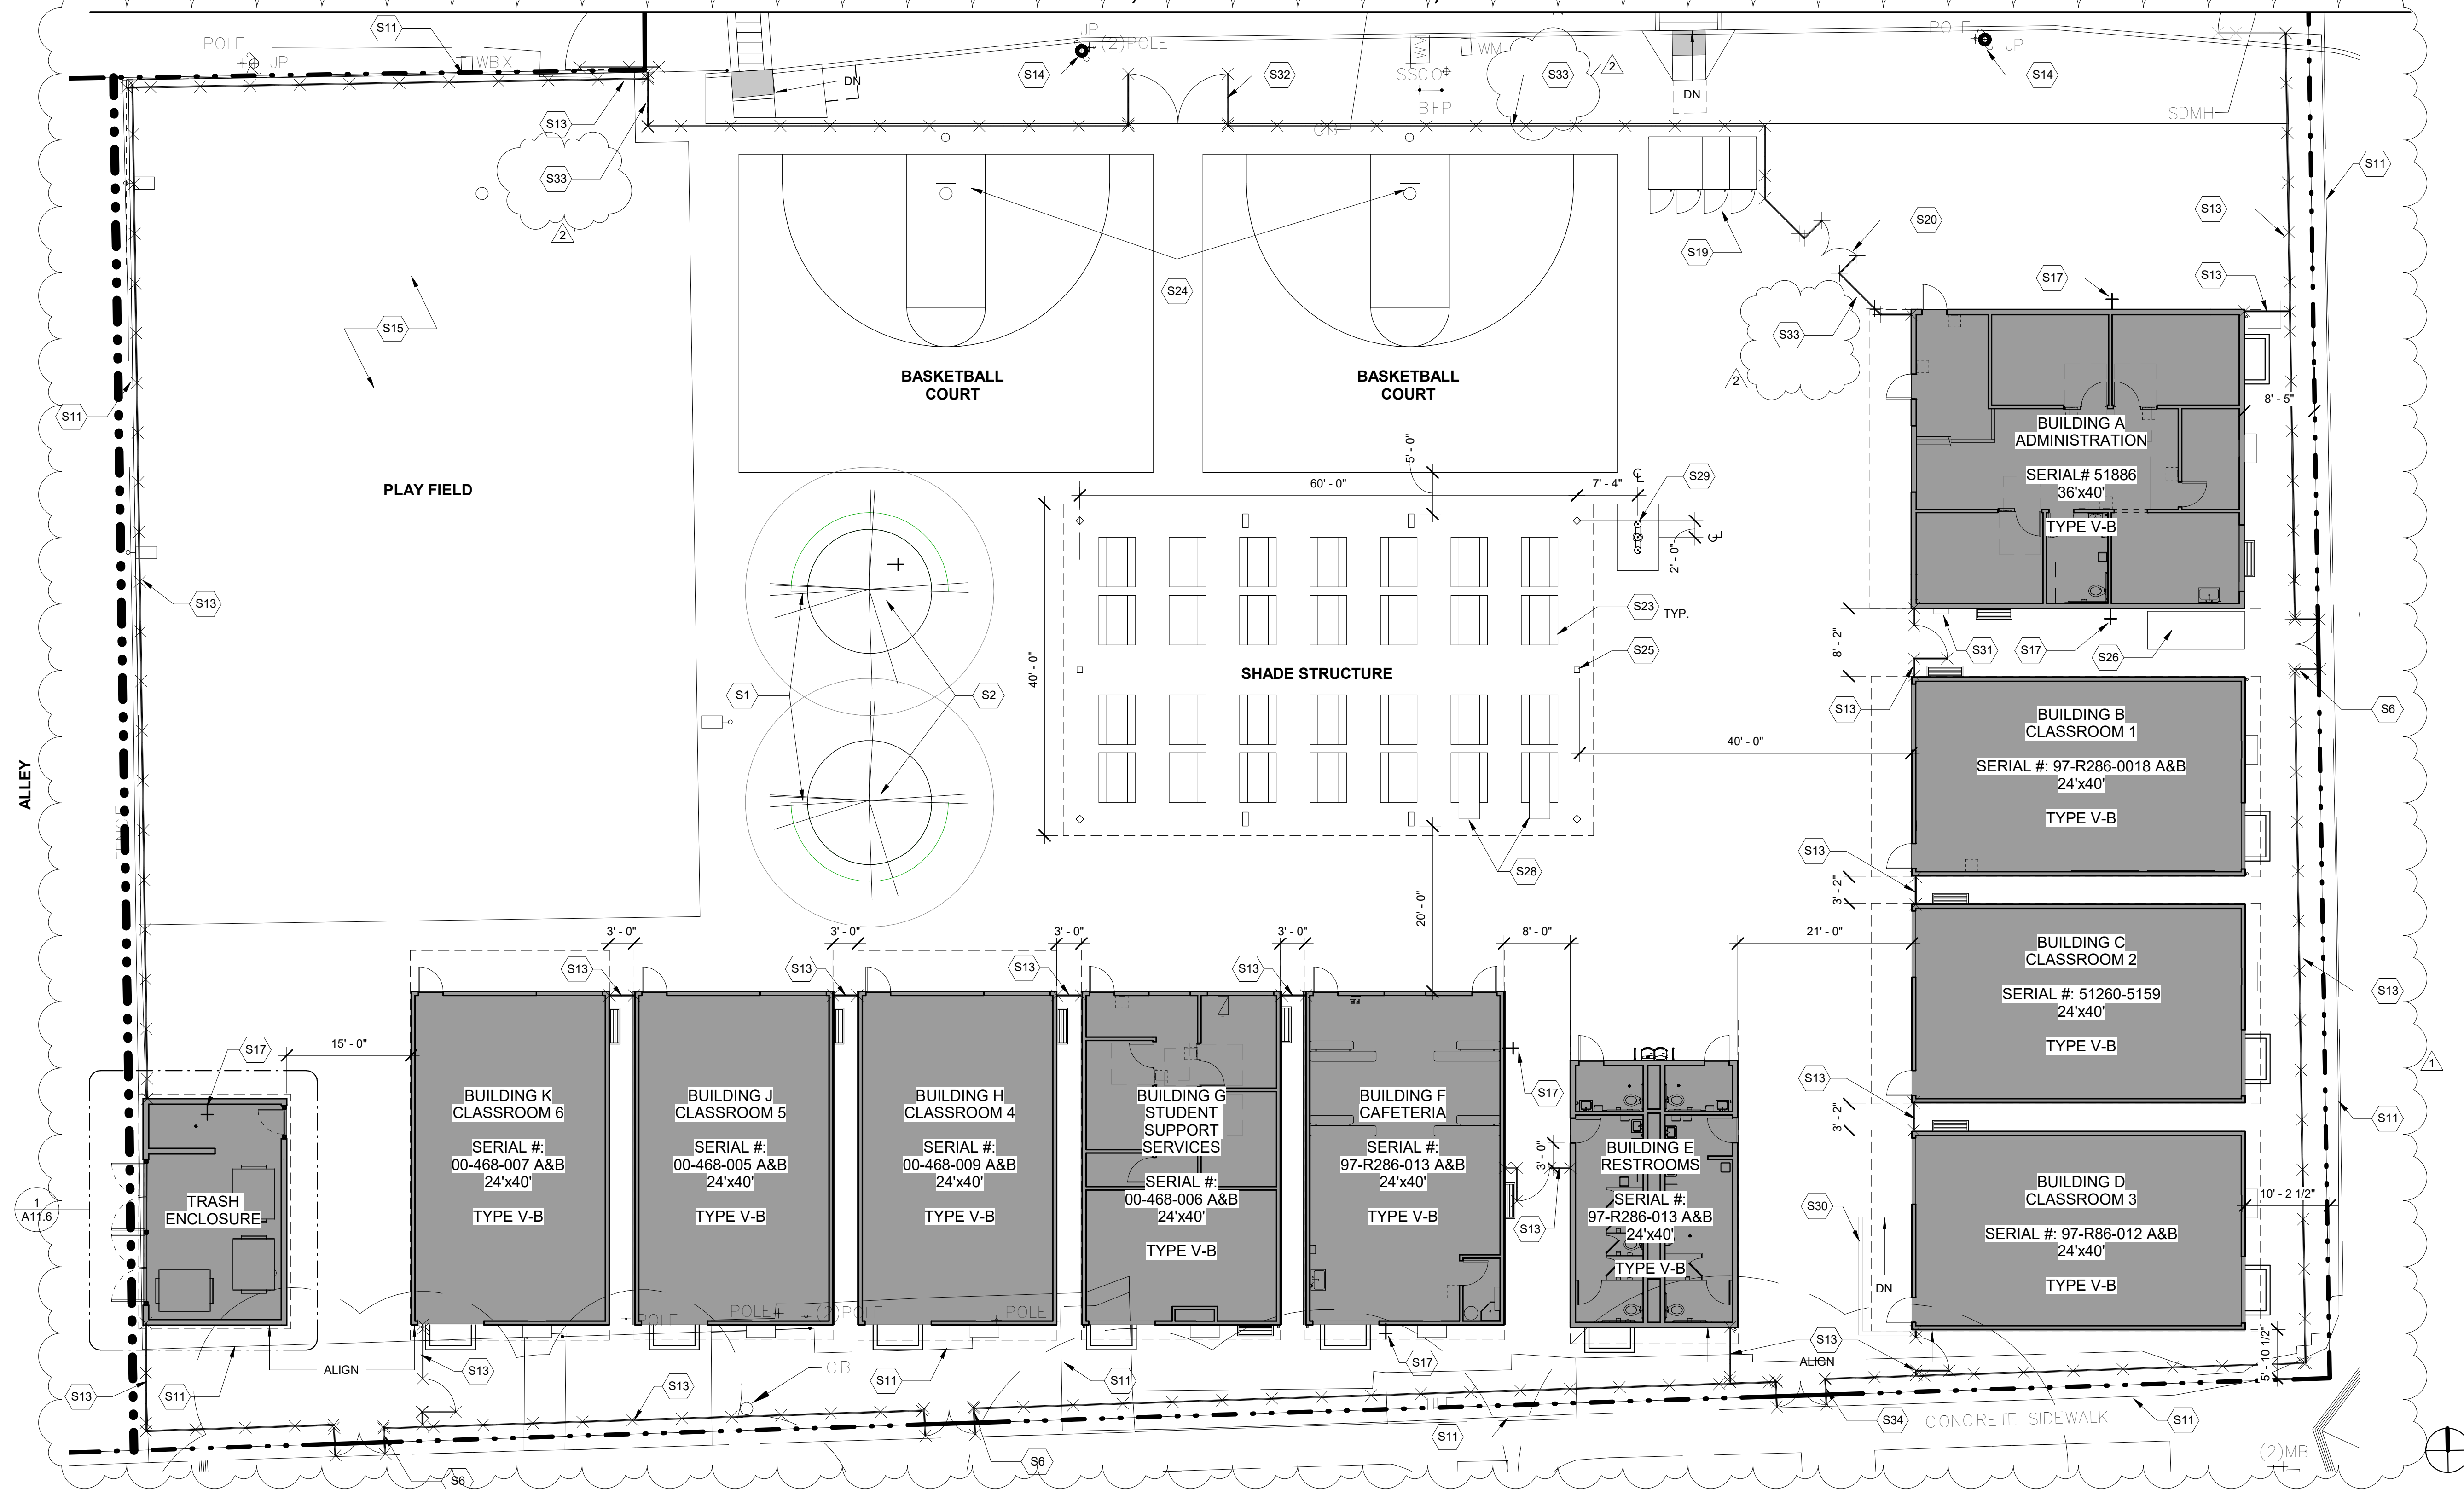 S11
POLE
JP
WBX
JP
(2)POLE
S14
DN
S32
WM
WM
SSCO
BFP
S33
2
DN
POLE
JP
S14
SDMH
S13
S33
2
CB
S11
S13
S19
S20
S24
S15
S17
S13
S33
2
S11
BASKETBALL
COURT
BASKETBALL
COURT
8' - 5"
BUILDING A
ADMINISTRATION
SERIAL# 51886
36'x40'
TYPE V-B
PLAY FIELD
5' - 0"
60' - 0"
7' - 4"
S29
2' - 0"
S13
S23 TYP.
S25
SHADE STRUCTURE
40' - 0"
S1
S2
8' - 2"
S31
S17
S26
S13
S6
BUILDING B
CLASSROOM 1
SERIAL #: 97-R286-0018 A&B
24'x40'
TYPE V-B
40' - 0"
ALLEY
S28
S13
3' - 2"
20' - 0"
3' - 0"
3' - 0"
3' - 0"
3' - 0"
8' - 0"
21' - 0"
S13
S13
S13
S13
BUILDING C
CLASSROOM 2
SERIAL #: 51260-5159
24'x40'
TYPE V-B
S13
S17
15' - 0"
S17
S13
3' - 2"
1
S11
BUILDING K
CLASSROOM 6
SERIAL #:
00-468-007 A&B
24'x40'
TYPE V-B
BUILDING J
CLASSROOM 5
SERIAL #:
00-468-005 A&B
24'x40'
TYPE V-B
BUILDING H
CLASSROOM 4
SERIAL #:
00-468-009 A&B
24'x40'
TYPE V-B
BUILDING G
STUDENT
SUPPORT
SERVICES
SERIAL #:
00-468-006 A&B
24'x40'
TYPE V-B
BUILDING F
CAFETERIA
SERIAL #:
97-R286-013 A&B
24'x40'
TYPE V-B
3' - 0"
S13
BUILDING E
RESTROOMS
SERIAL #:
97-R286-013 A&B
24'x40'
TYPE V-B
S30
DN
BUILDING D
CLASSROOM 3
SERIAL #: 97-R86-012 A&B
24'x40'
TYPE V-B
10' - 2 1/2"
1
A11.6
TRASH
ENCLOSURE
POLE
POLE
(2)POLE
POLE
5' - 10 1/2"
ALIGN
S13
CB
S11
S11
S17
S13
ALIGN
S13
S11
S13
S11
S34
CONCRETE SIDEWALK
S11
S6
S6
(2)MB